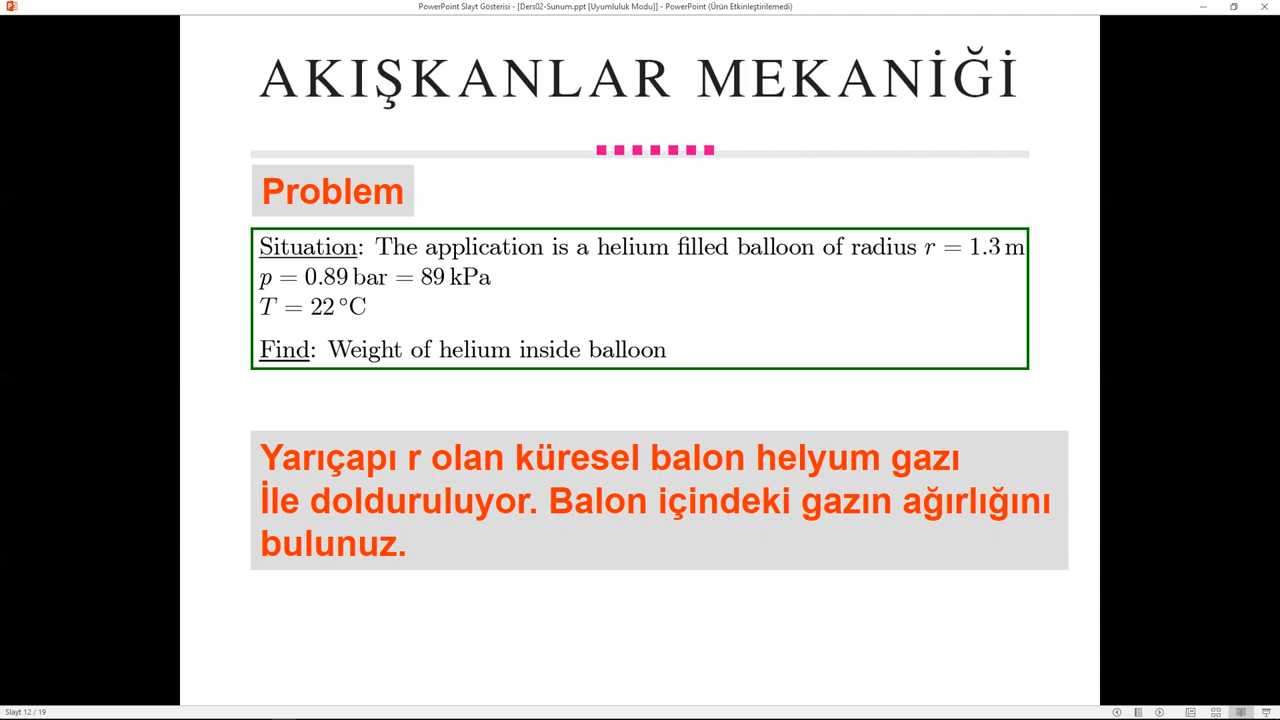 PowerPoint Slayt Gösterisi - [Ders02-Sunum.ppt [Uyumluluk Modu]] - PowerPoint (Ürün Etkinleştirilemedi)
AKIŞKANLAR MEKANİĞİ
Problem
Situation: The application is a helium filled balloon of radius r = 1.3 m
p = 0.89 bar = 89 kPa
T = 22 °C
Find: Weight of helium inside balloon
Yarıçapı r olan küresel balon helyum gazı
İle dolduruluyor. Balon içindeki gazın ağırlığını
bulunuz.
Slayt 12 / 19